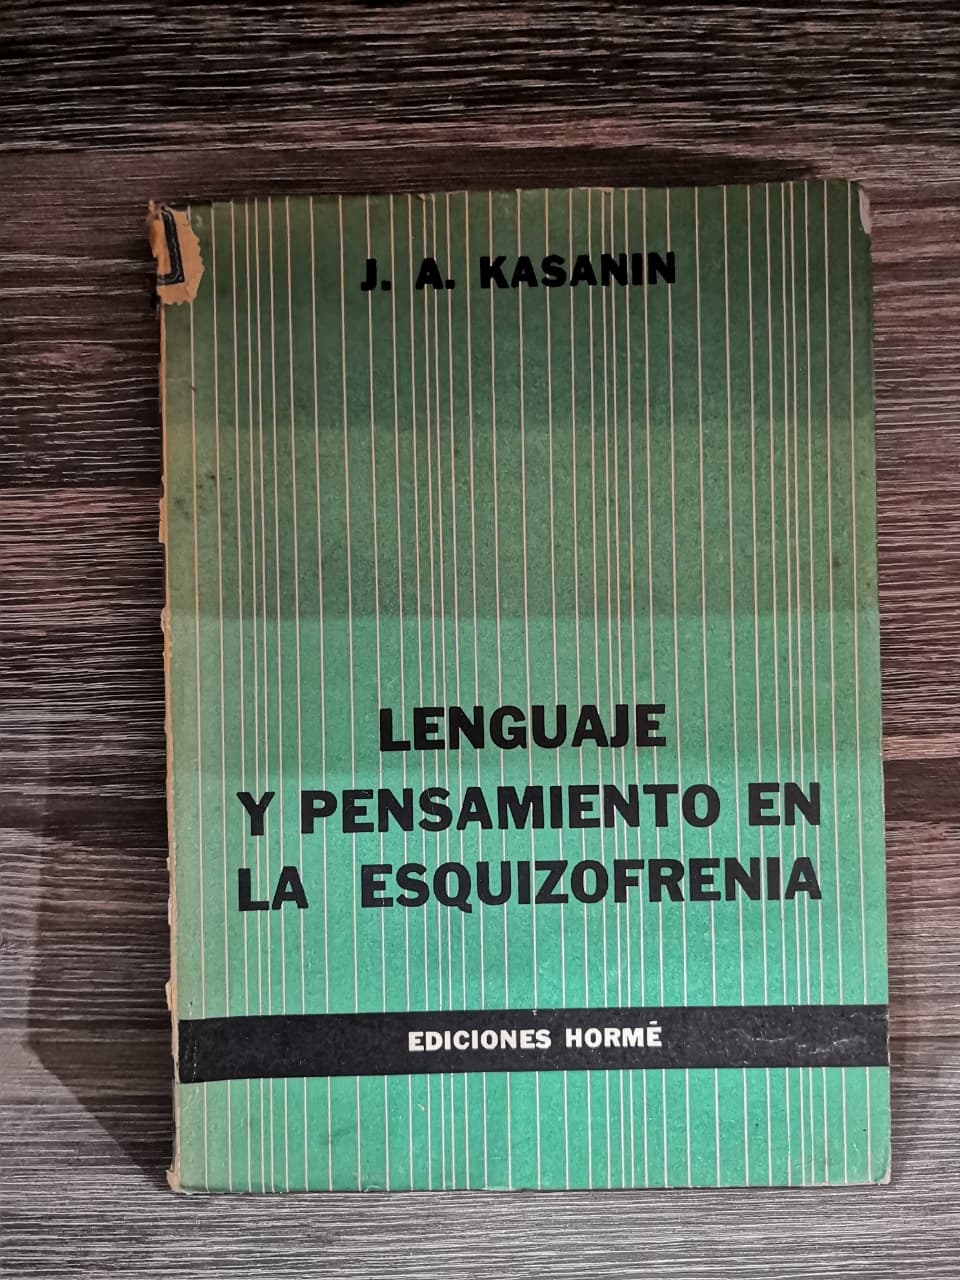 J. A. KASANIN
LENGUAJE
Y PENSAMIENTO EN
LA ESQUIZOFRENIA
EDICIONES HORMÉ